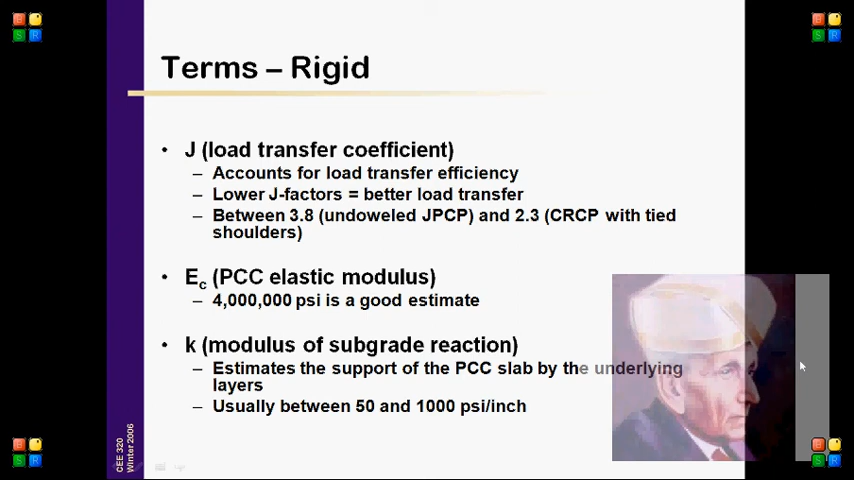 B
S R
B
S R
Terms – Rigid
• J (load transfer coefficient)
– Accounts for load transfer efficiency
– Lower J-factors = better load transfer
– Between 3.8 (undoweled JPCP) and 2.3 (CRCP with tied
shoulders)
• Ec (PCC elastic modulus)
– 4,000,000 psi is a good estimate
• k (modulus of subgrade reaction)
– Estimates the support of the PCC slab by the underlying
layers
– Usually between 50 and 1000 psi/inch
CEE 320
Winter 2006
B
S R
B
S R